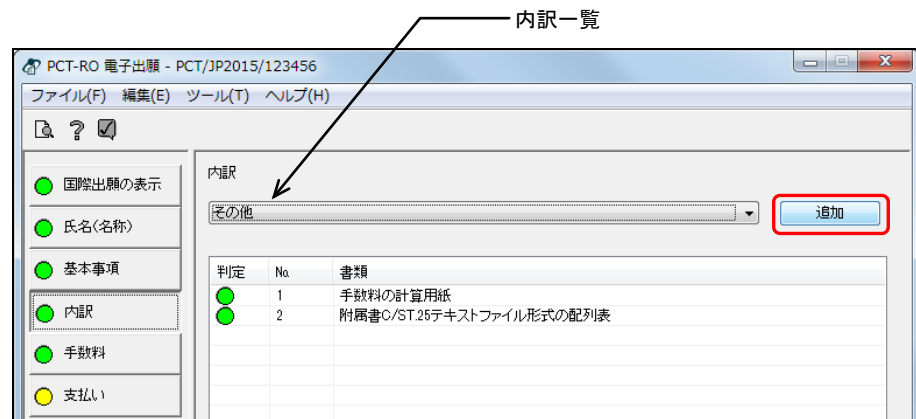 内訳一覧
PCT-RO 電子出願 - PCT/JP2015/123456
ファイル(F) 編集(E) ツール(T) ヘルプ(H)
国際出願の表示
氏名(名称)
基本事項
内訳
手数料
支払い
内訳
その他
追加
判定 No. 書類
1 手数料の計算用紙
2 附属書C/ST.25テキストファイル形式の配列表